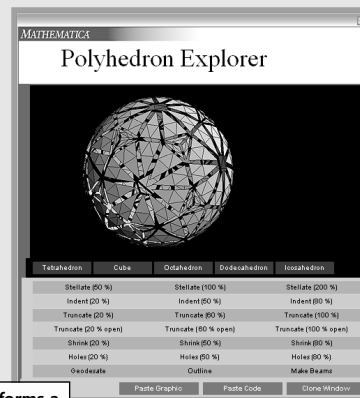 MATHEMATICA
Polyhedron Explorer
Tetrahedron Cube Octahedron Dodecahedron Icosahedron
Stellate (50 %) Stellate (100 %) Stellate (200 %)
Indent (20 %) Indent (50 %) Indent (80 %)
Truncate (20 %) Truncate (60 %) Truncate (100 %)
Truncate (20 % open) Truncate (60 % open) Truncate (100 % open)
Shrink (20 %) Shrink (50 %) Shrink (80 %)
Holes (20 %) Holes (50 %) Holes (80 %)
Geodesate Outline Make Beams
Paste Graphic Paste Code Clone Window
forms a